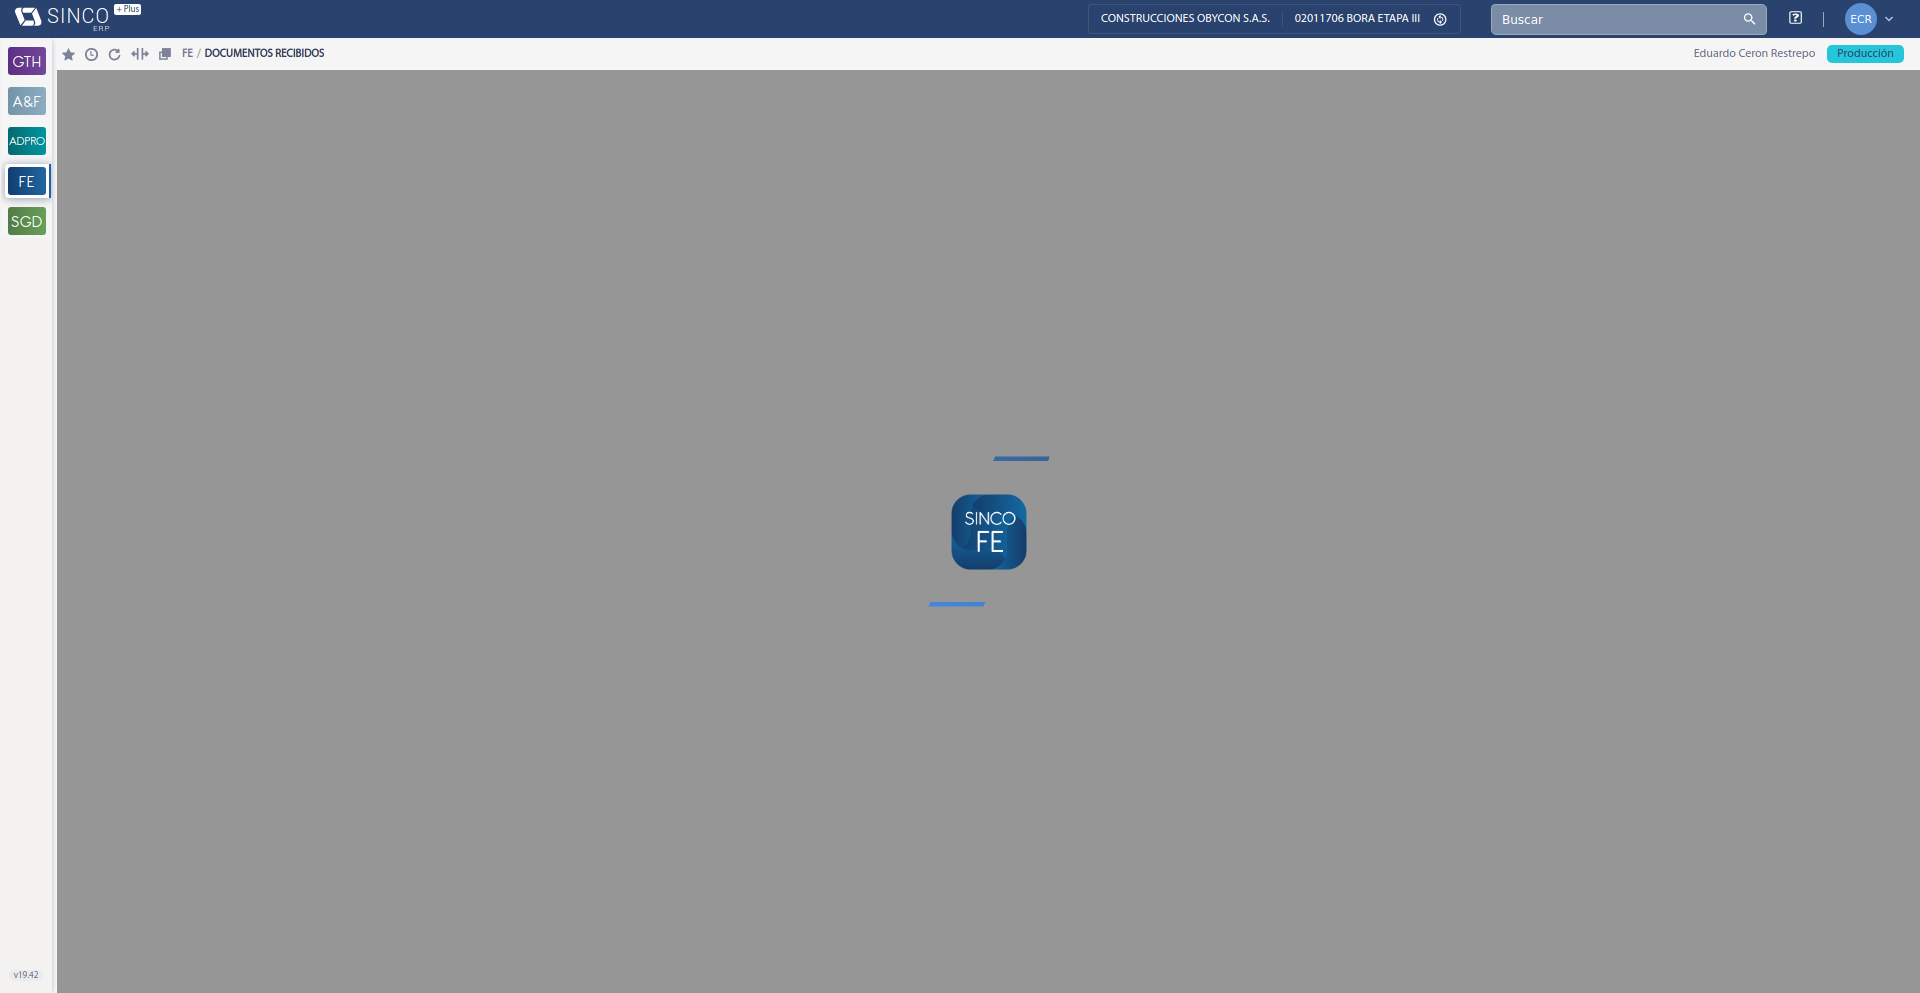 SINCO
ERP
+ Plus
CONSTRUCCIONES OBYCON S.A.S.
02011706 BORA ETAPA III
Buscar
ECR
FE / DOCUMENTOS RECIBIDOS
Eduardo Ceron Restrepo
Producción
GTH
A&F
ADPRO
FE
SGD
SINCO
FE
v19.42